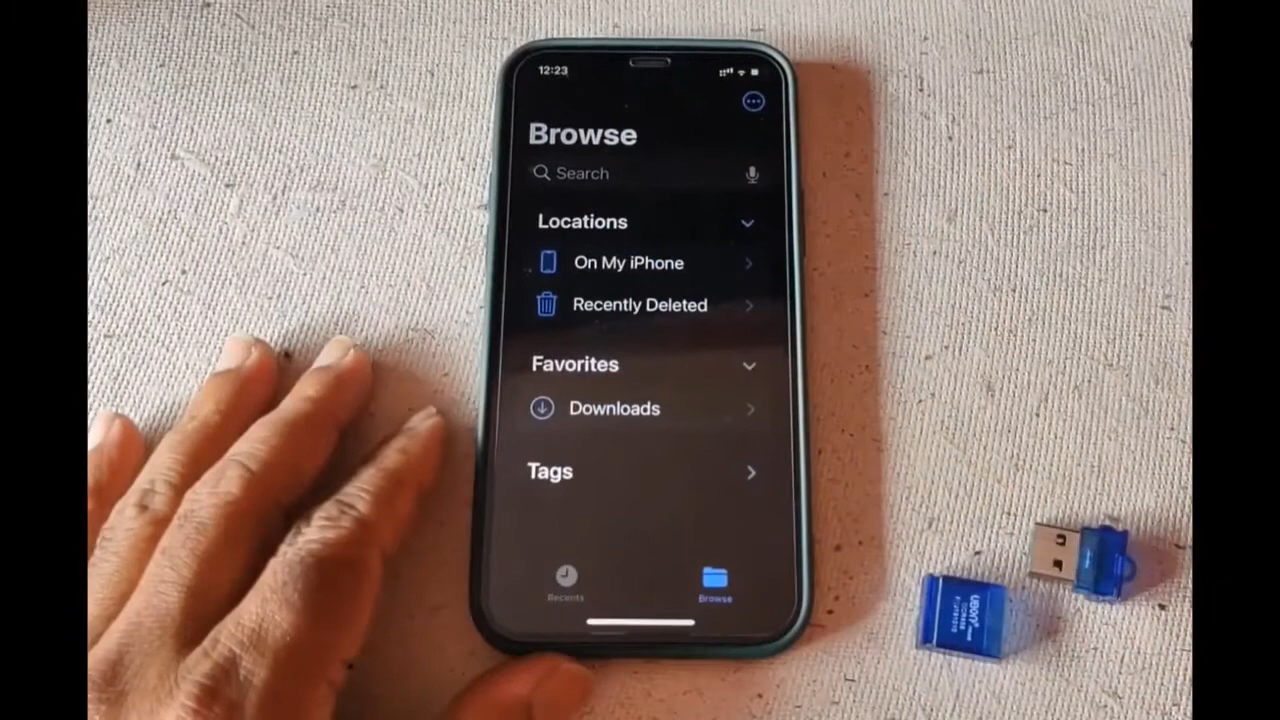 12:23
Browse
Search
Locations
On My iPhone
Recently Deleted
Favorites
Downloads
Tags
Recents
Browse